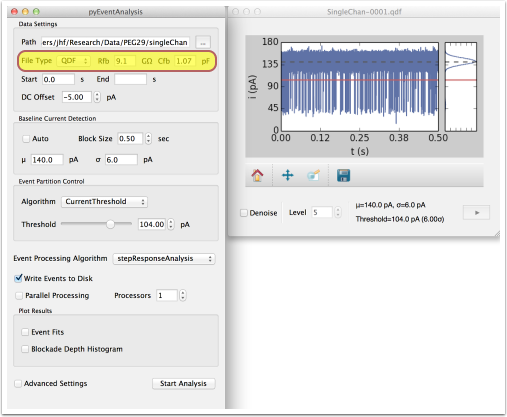 pyEventAnalysis
Data Settings
Path ers/jhf/Research/Data/PEG29/singleChan ...
File Type QDF Rfb 9.1 GΩ Cfb 1.07 pF
Start 0.0 s End s
DC Offset -5.00 pA
Baseline Current Detection
Auto Block Size 0.50 sec
μ 140.0 pA σ 6.0 pA
Event Partition Control
Algorithm CurrentThreshold
Threshold 104.00 pA
Event Processing Algorithm stepResponseAnalysis
Write Events to Disk
Parallel Processing Processors 1
Plot Results
Event Fits
Blockade Depth Histogram
Advanced Settings Start Analysis
SingleChan-0001.qdf
180
135
90
45
0
i (pA)
0.00 0.12 0.25 0.38 0.50
t (s)
Denoise Level 5
μ=140.0 pA, σ=6.0 pA
Threshold=104.0 pA (6.00σ)